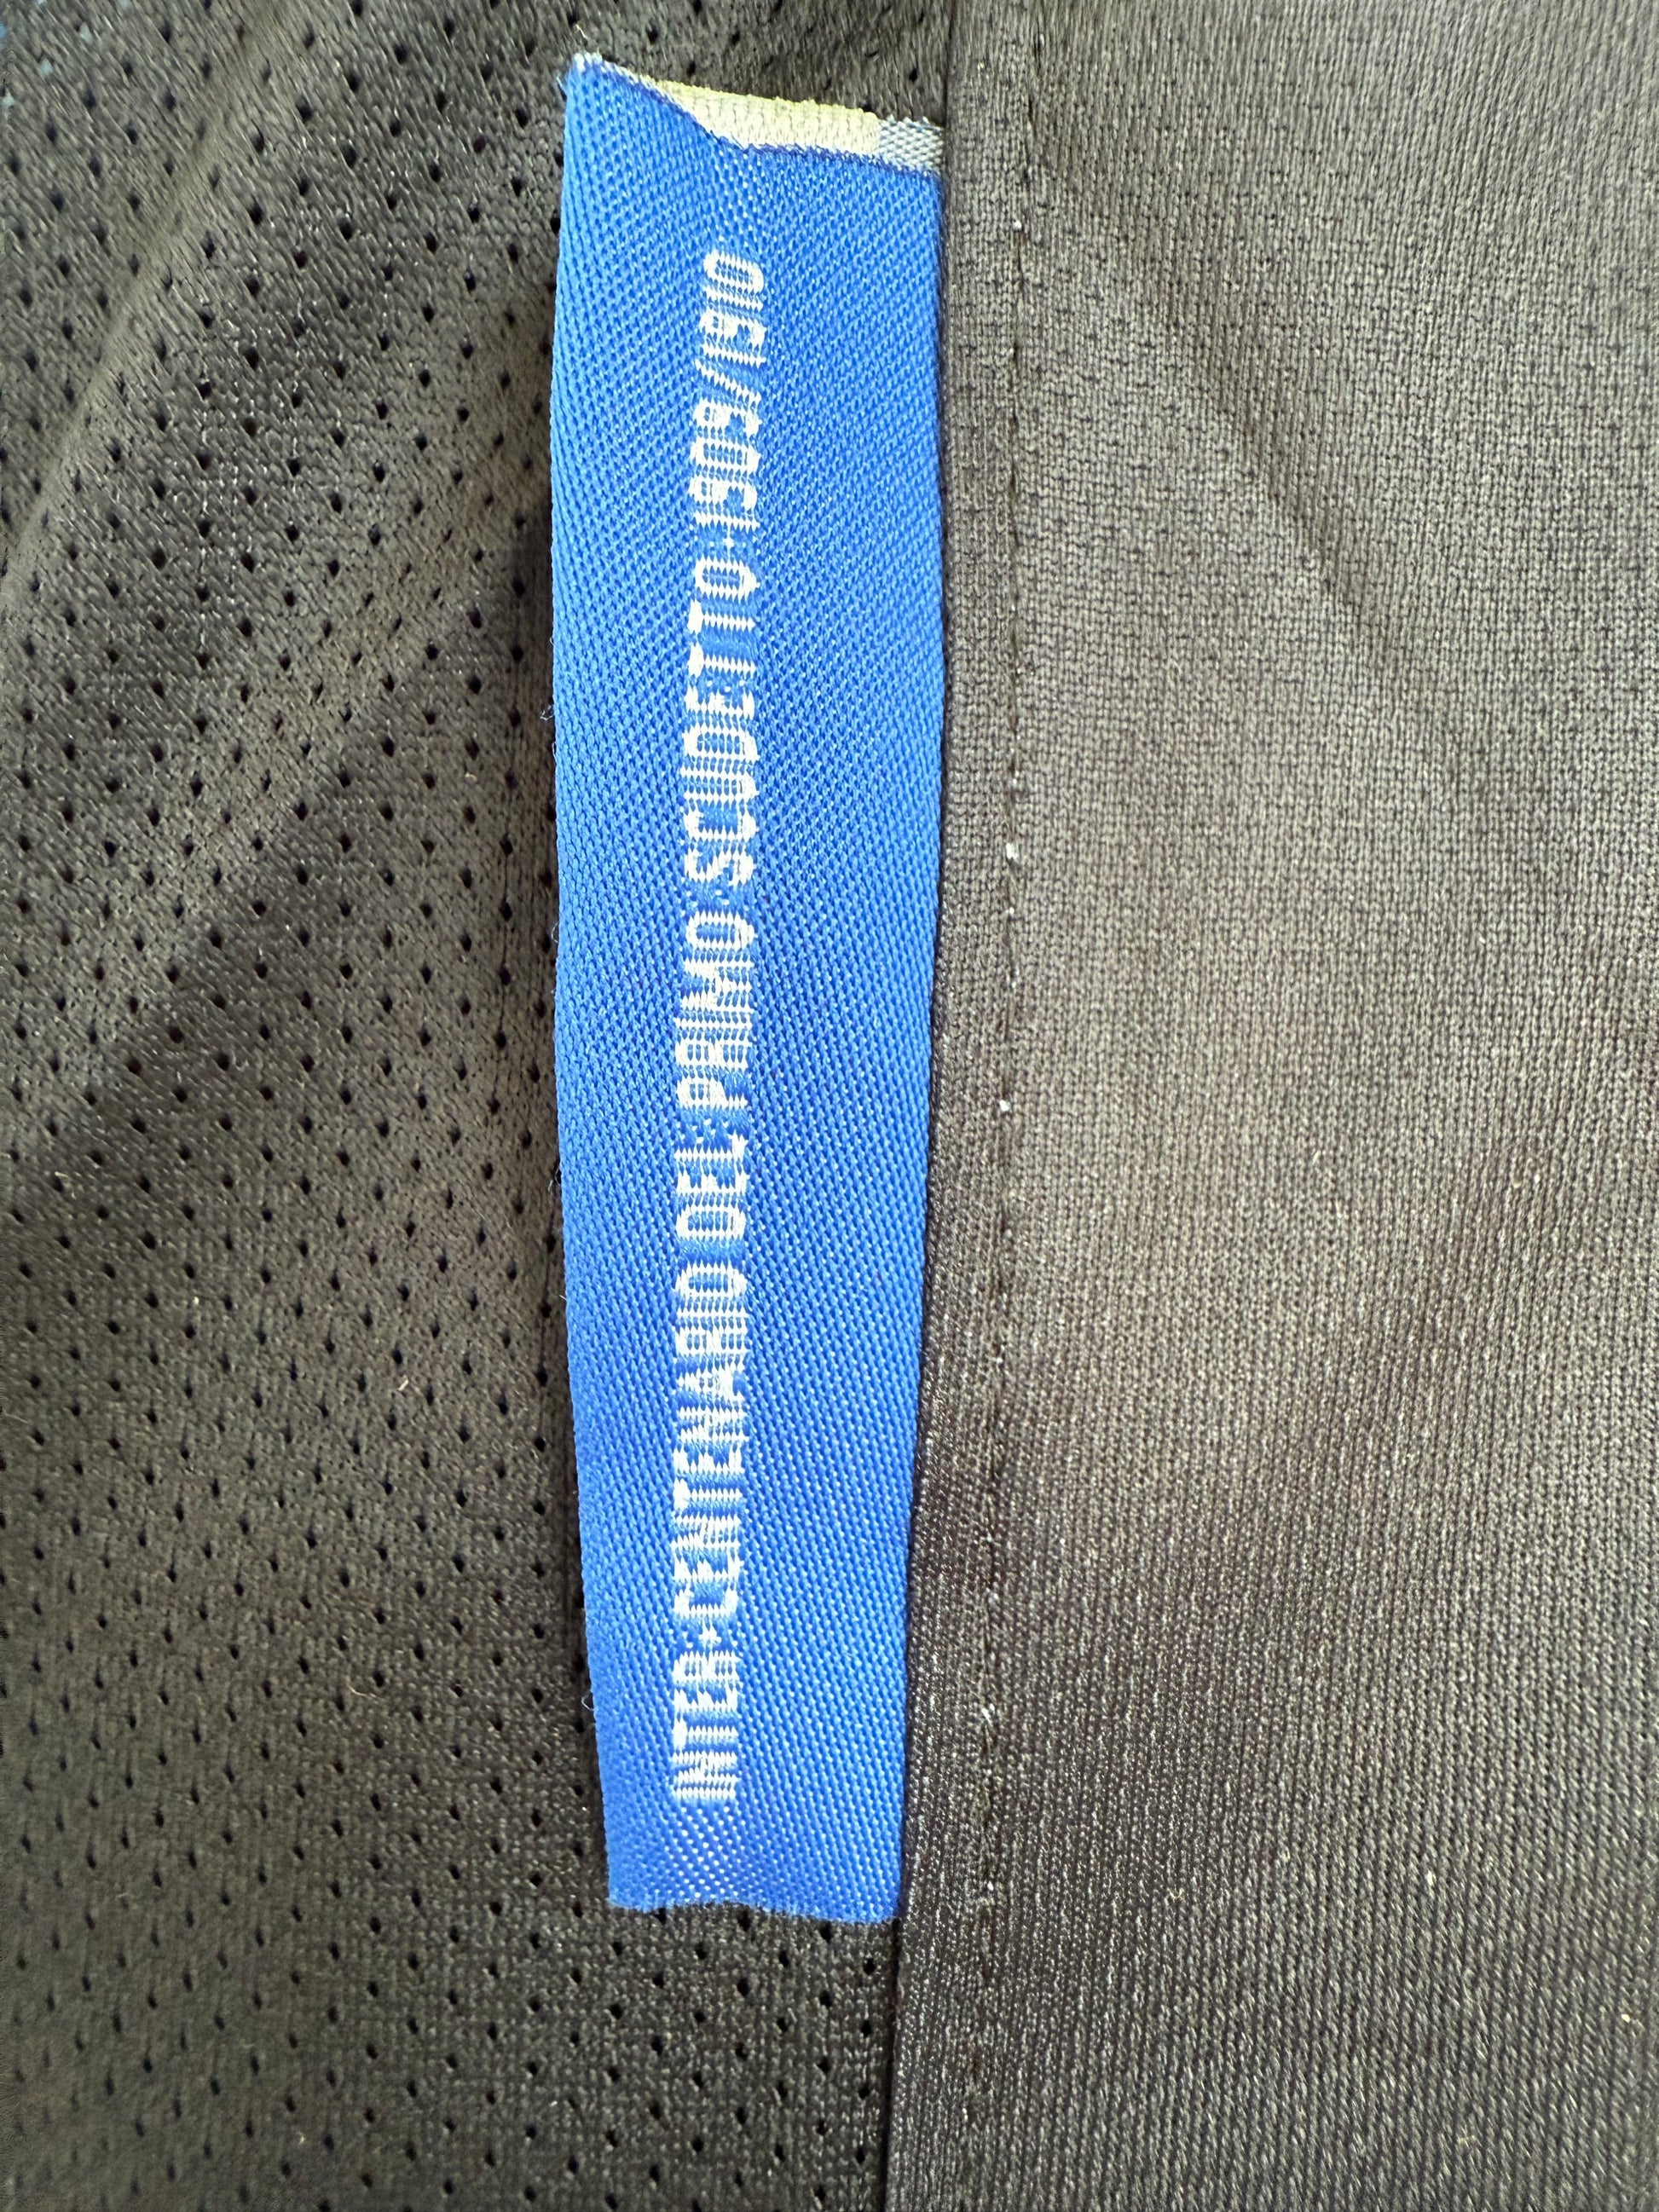 INTER • CENTENARIO DEL PRIMO SCUDETTO • 1909/1910